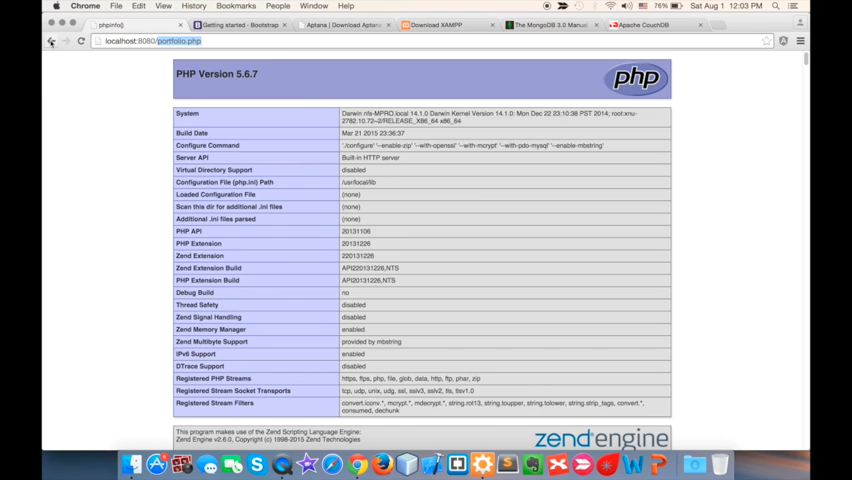 Chrome File Edit View History Bookmarks People Window Help 76% Sat Aug 1 12:03 PM
phpinfo() Getting started · Bootstrap Aptana | Download Aptana Download XAMPP The MongoDB 3.0 Manual Apache CouchDB
localhost:8080/portfolio.php
PHP Version 5.6.7
php
System Darwin nfs-MPRO.local 14.1.0 Darwin Kernel Version 14.1.0: Mon Dec 22 23:10:38 PST 2014; root:xnu-
2782.10.72~2/RELEASE_X86_64 x86_64
Build Date Mar 21 2015 23:36:37
Configure Command './configure' '--enable-zip' '--with-openssl' '--with-mcrypt' '--with-pdo-mysql' '--enable-mbstring'
Server API Built-in HTTP server
Virtual Directory Support disabled
Configuration File (php.ini) Path /usr/local/lib
Loaded Configuration File (none)
Scan this dir for additional .ini files (none)
Additional .ini files parsed (none)
PHP API 20131106
PHP Extension 20131226
Zend Extension 220131226
Zend Extension Build API220131226,NTS
PHP Extension Build API20131226,NTS
Debug Build no
Thread Safety disabled
Zend Signal Handling disabled
Zend Memory Manager enabled
Zend Multibyte Support provided by mbstring
IPv6 Support enabled
DTrace Support disabled
Registered PHP Streams https, ftps, php, file, glob, data, http, ftp, phar, zip
Registered Stream Socket Transports tcp, udp, unix, udg, ssl, sslv3, sslv2, tls, tlsv1.0
Registered Stream Filters convert.iconv.*, mcrypt.*, mdecrypt.*, string.rot13, string.toupper, string.tolower, string.strip_tags, convert.*,
consumed, dechunk
This program makes use of the Zend Scripting Language Engine:
Zend Engine v2.6.0, Copyright (c) 1998-2015 Zend Technologies
zend engine